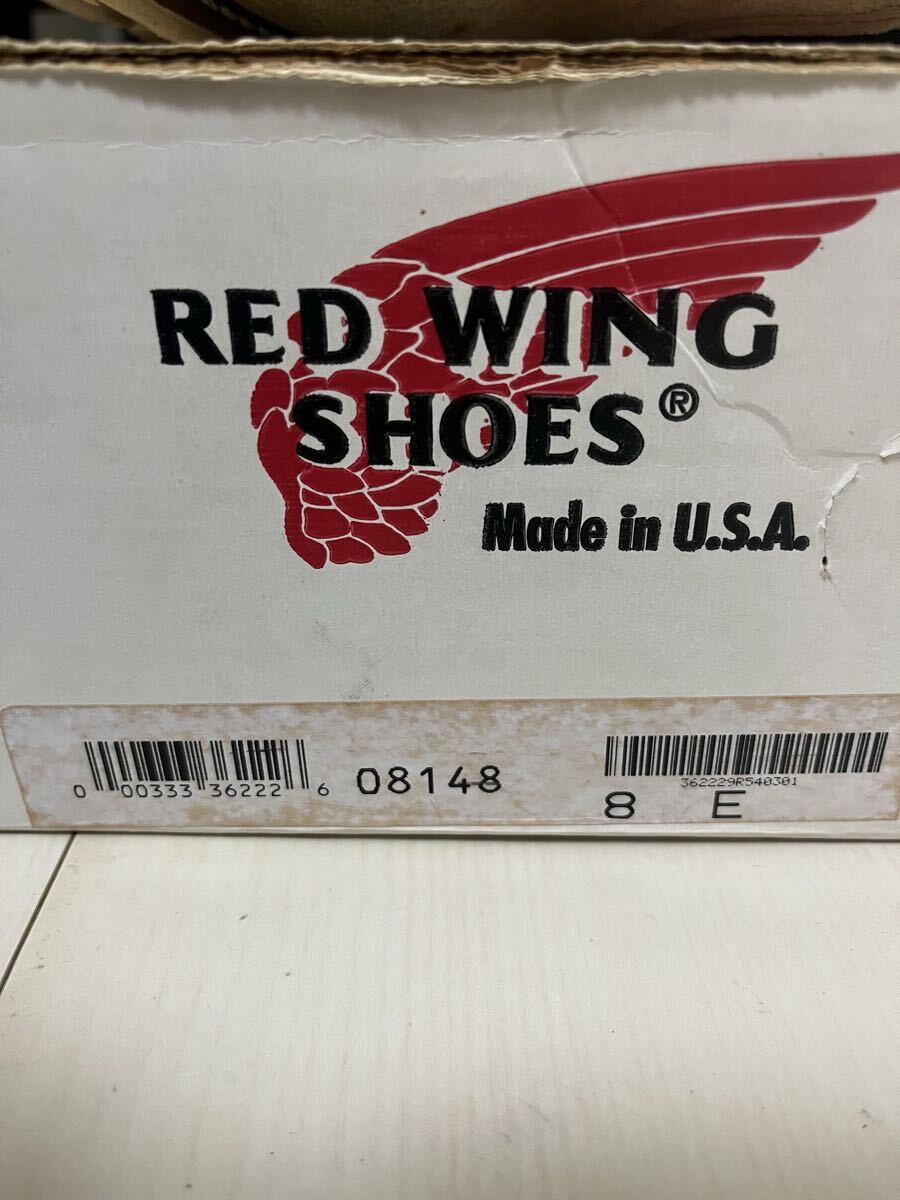 RED WING
SHOES®
Made in U.S.A.
0 00333 36222 6
08148
362229R540301
8 E